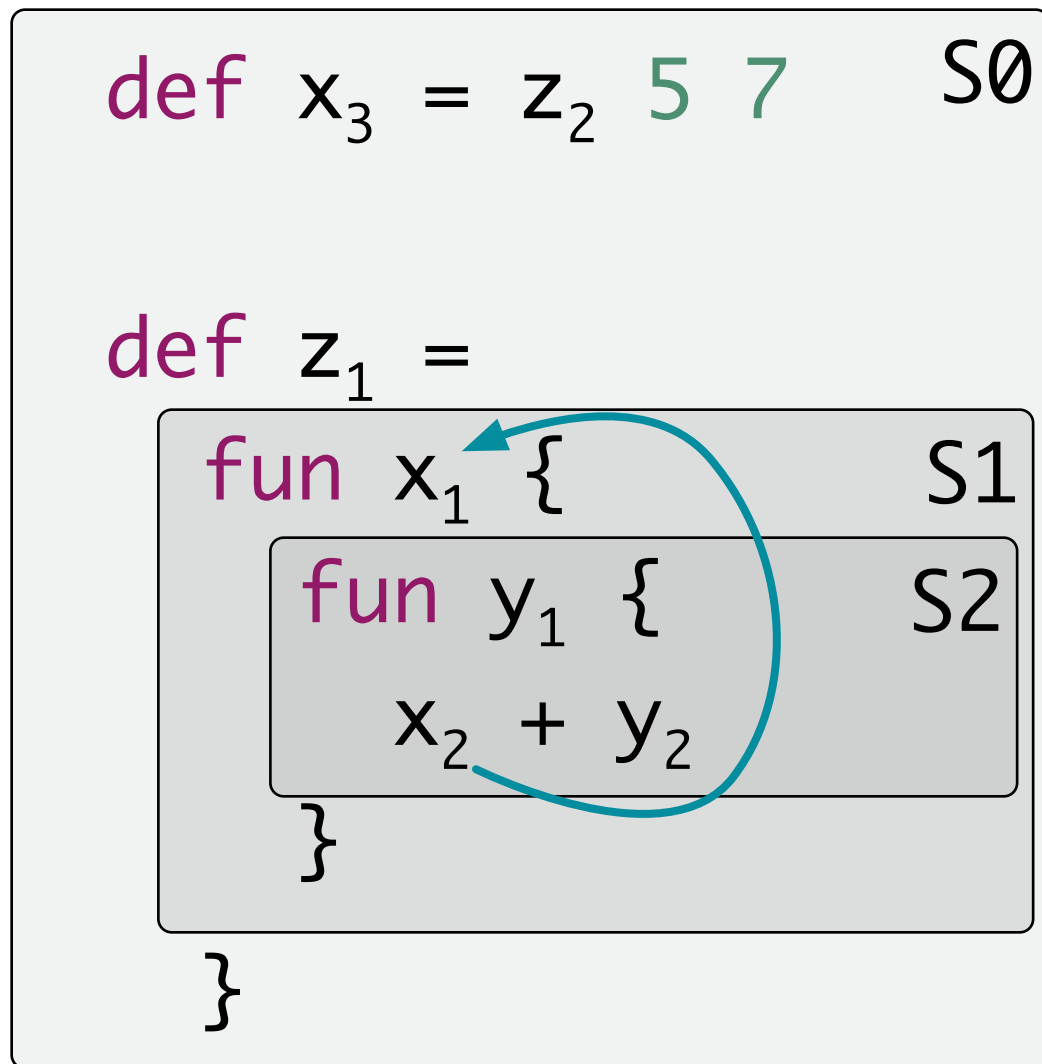 def x₃ = z₂ 5 7 S0
def z₁ =
fun x₁ { S1
fun y₁ { S2
x₂ + y₂
}
}